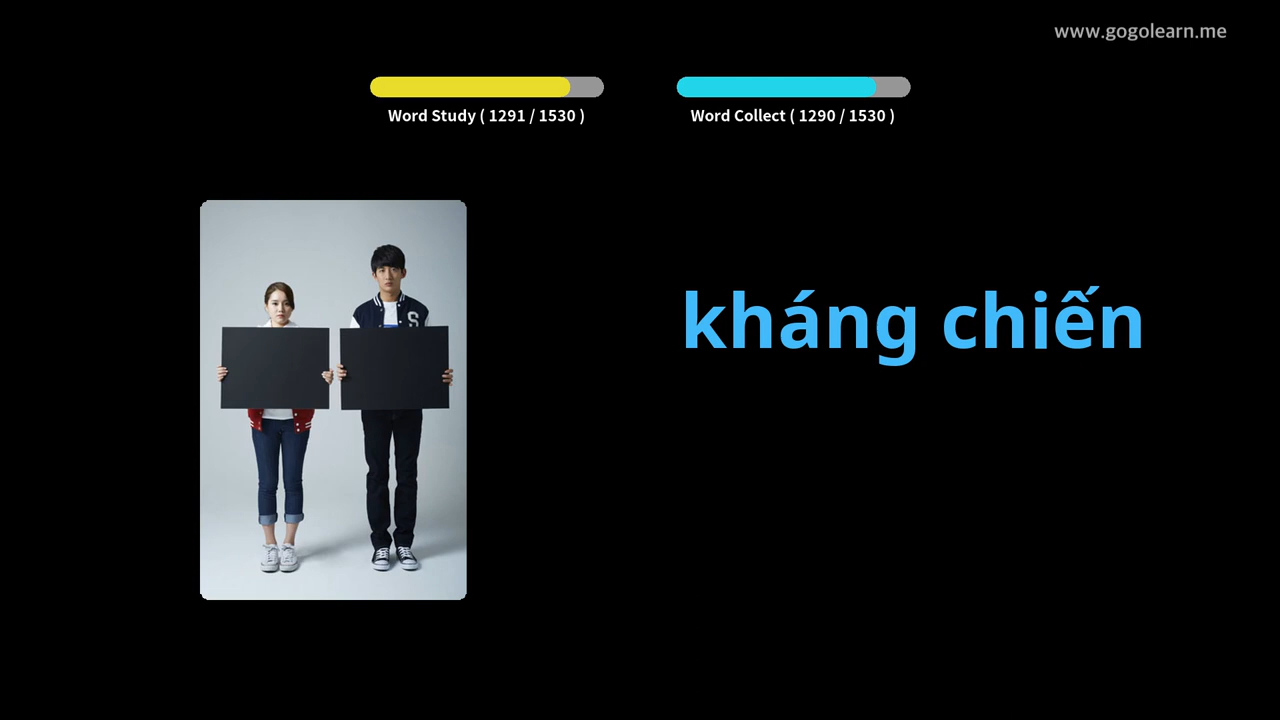 www.gogolearn.me
Word Study ( 1291 / 1530 )
Word Collect ( 1290 / 1530 )
S
kháng chiến